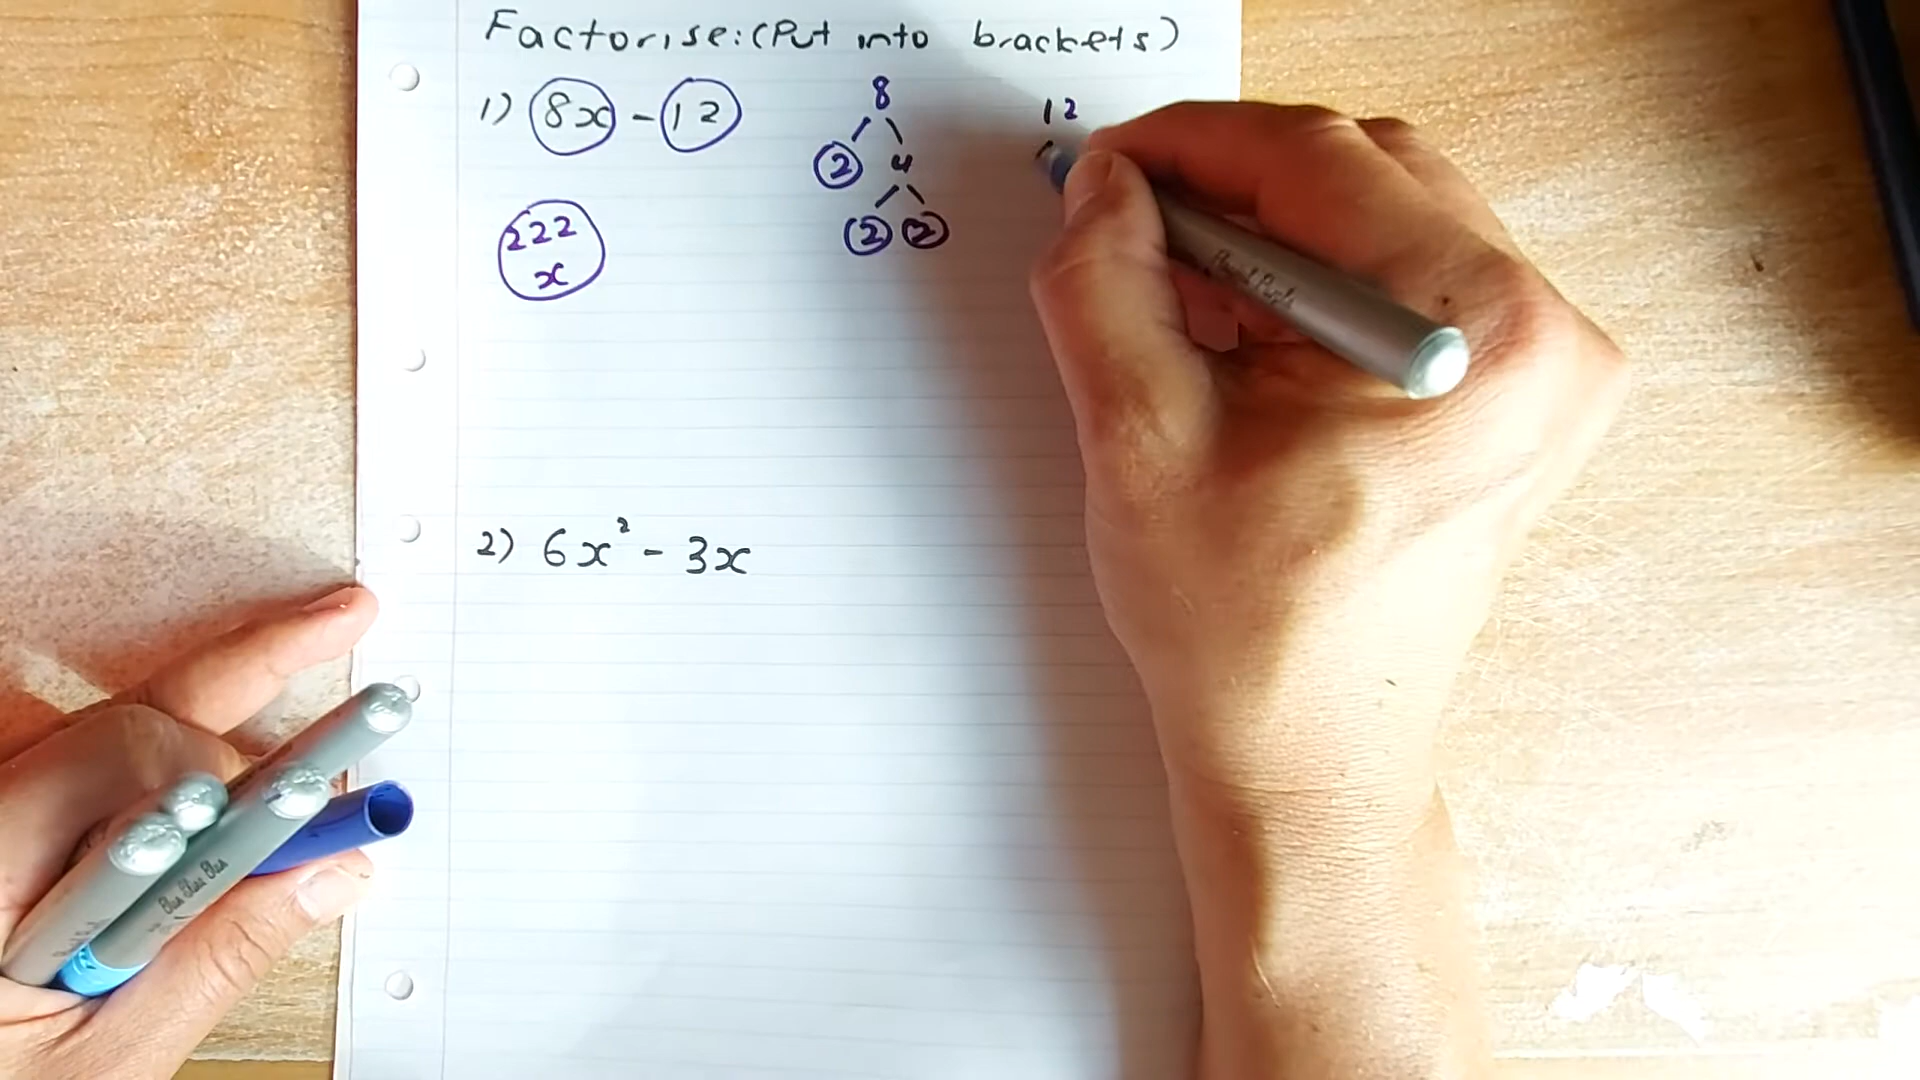 Factorise: (Put into brackets)
1) 8x - 12
8
2 4
2 2
12
222
x
2) 6x² - 3x